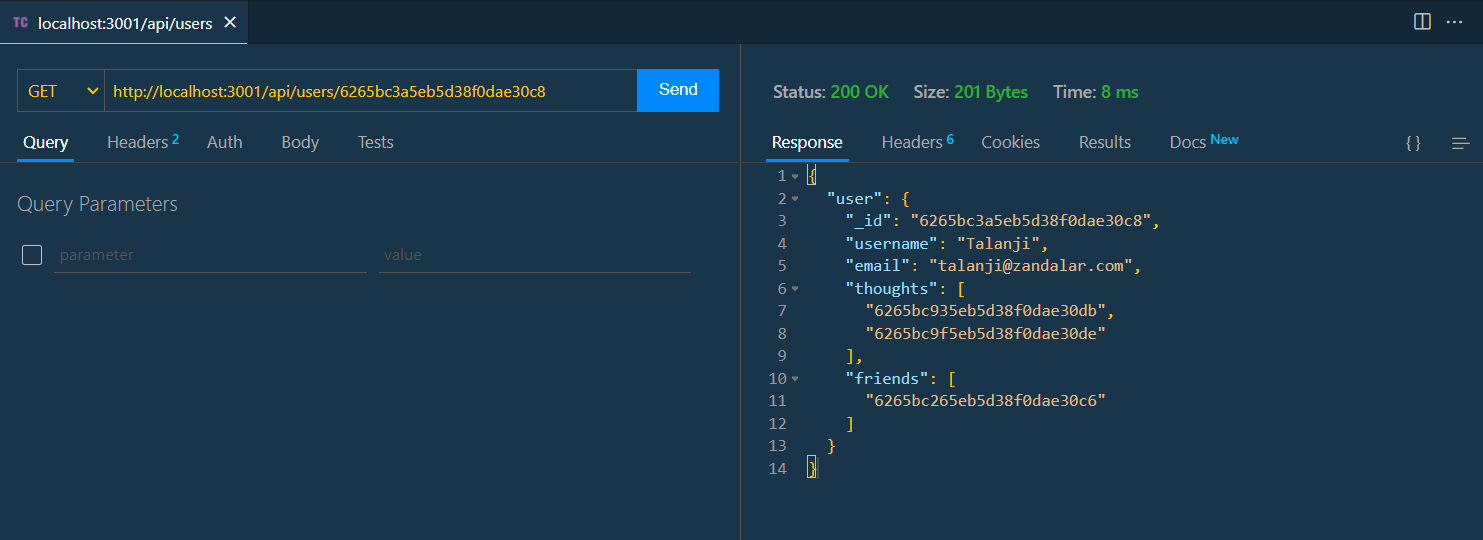 TC localhost:3001/api/users ✕
GET http://localhost:3001/api/users/6265bc3a5eb5d38f0dae30c8 Send
Query Headers 2 Auth Body Tests
Query Parameters
parameter value
Status: 200 OK Size: 201 Bytes Time: 8 ms
Response Headers 6 Cookies Results Docs New {}
1 {
2 "user": {
3 "_id": "6265bc3a5eb5d38f0dae30c8",
4 "username": "Talanji",
5 "email": "talanji@zandalar.com",
6 "thoughts": [
7 "6265bc935eb5d38f0dae30db",
8 "6265bc9f5eb5d38f0dae30de"
9 ],
10 "friends": [
11 "6265bc265eb5d38f0dae30c6"
12 ]
13 }
14 }